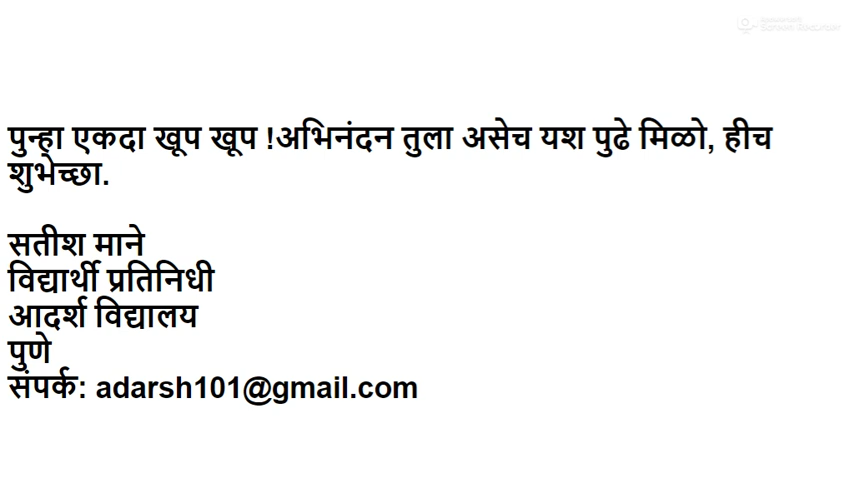 पुन्हा एकदा खूप खूप !अभिनंदन तुला असेच यश पुढे मिळो, हीच
शुभेच्छा.
सतीश माने
विद्यार्थी प्रतिनिधी
आदर्श विद्यालय
पुणे
संपर्क: adarsh101@gmail.com